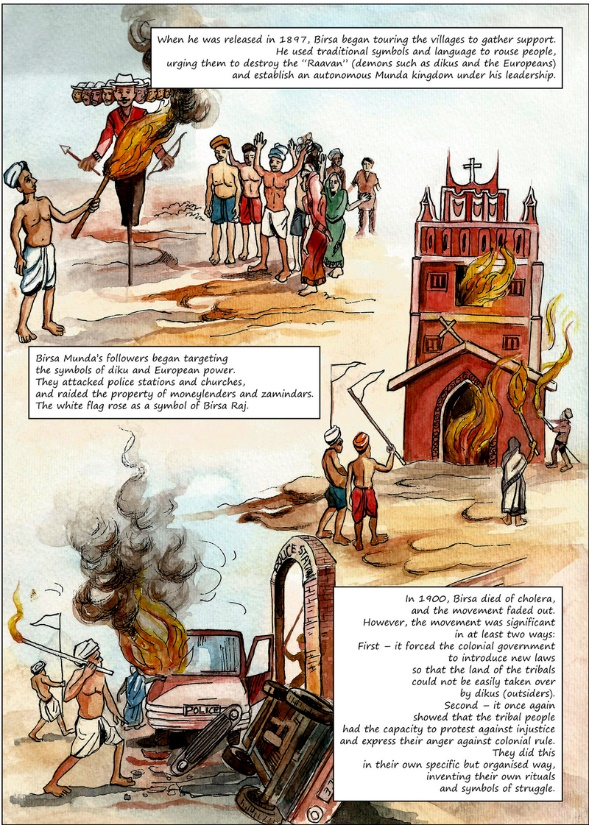 When he was released in 1897, Birsa began touring the villages to gather support.
He used traditional symbols and language to rouse people,
urging them to destroy the “Raavan” (demons such as dikus and the Europeans)
and establish an autonomous Munda kingdom under his leadership.
Birsa Munda's followers began targeting
the symbols of diku and European power.
They attacked police stations and churches,
and raided the property of moneylenders and zamindars.
The white flag rose as a symbol of Birsa Raj.
POLICE STATION
POLICE
In 1900, Birsa died of cholera,
and the movement faded out.
However, the movement was significant
in at least two ways:
First – it forced the colonial government
to introduce new laws
so that the land of the tribals
could not be easily taken over
by dikus (outsiders).
Second – it once again
showed that the tribal people
had the capacity to protest against injustice
and express their anger against colonial rule.
They did this
in their own specific but organised way,
inventing their own rituals
and symbols of struggle.